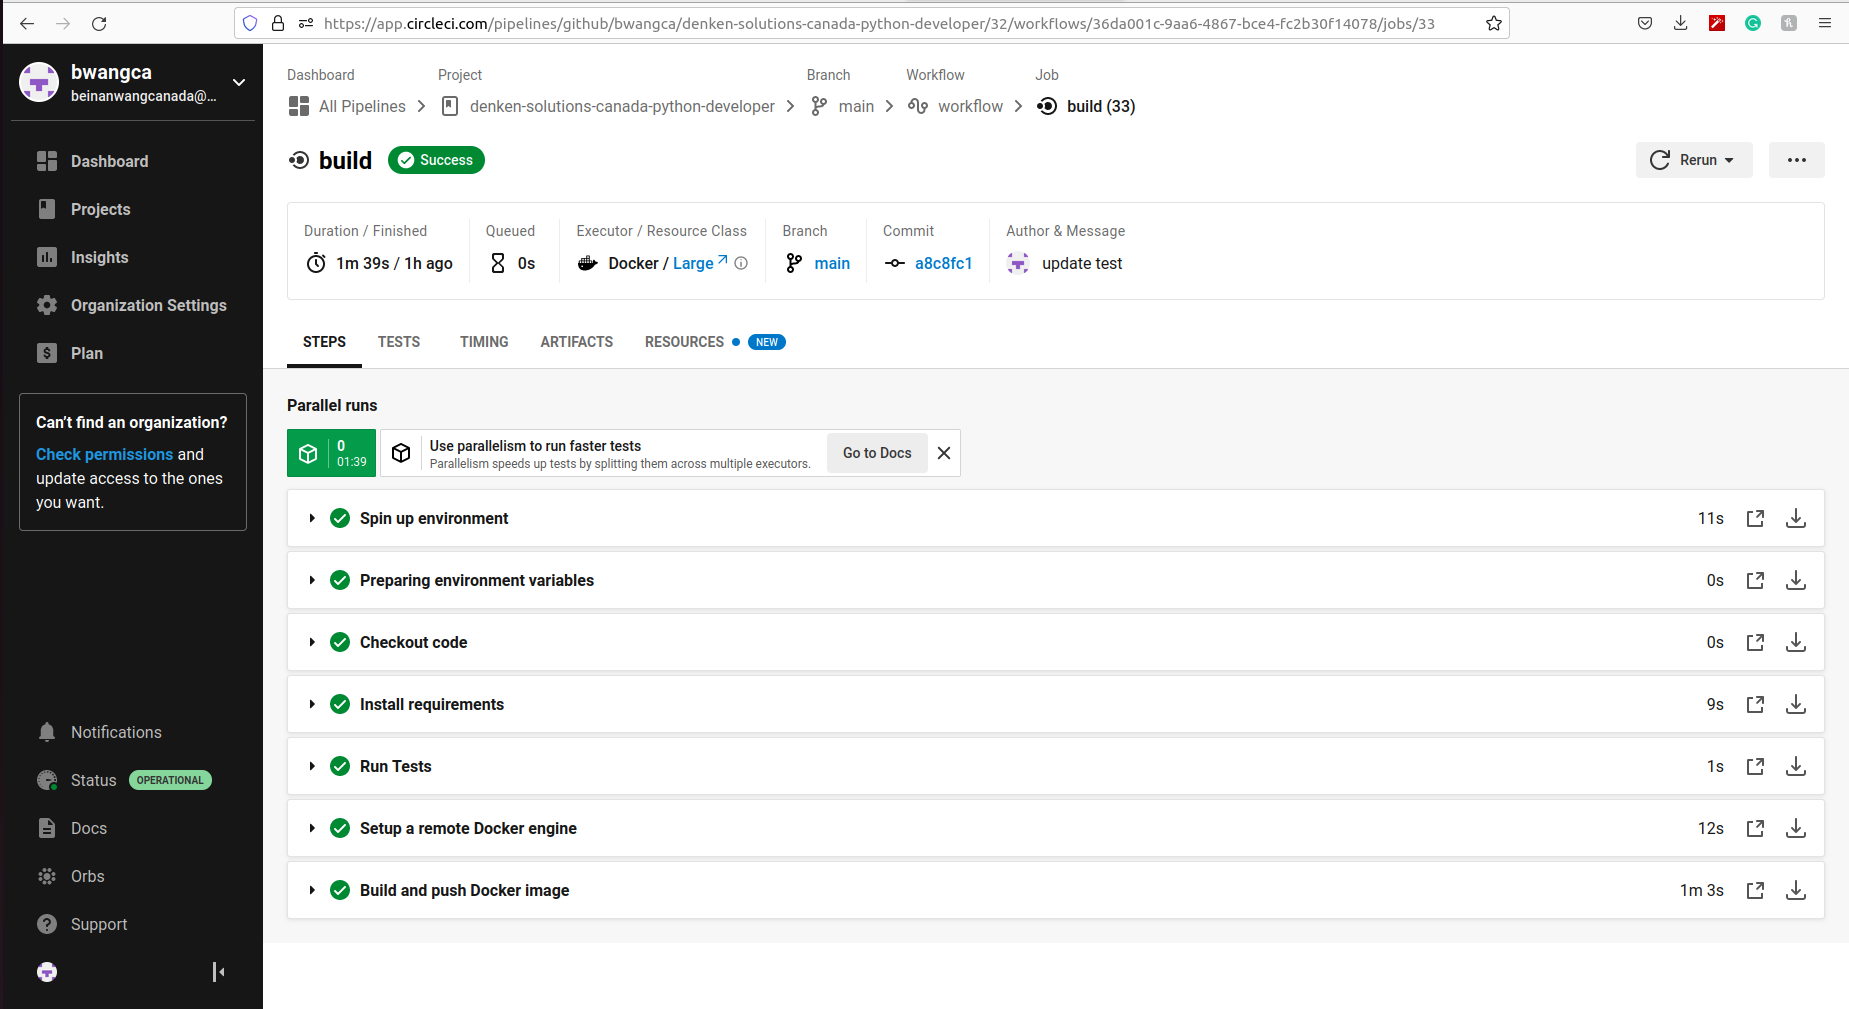 https://app.circleci.com/pipelines/github/bwangca/denken-solutions-canada-python-developer/32/workflows/36da001c-9aa6-4867-bce4-fc2b30f14078/jobs/33
bwangca
beinanwangcanada@...
Dashboard
Projects
Insights
Organization Settings
Plan
Can't find an organization?
Check permissions and
update access to the ones
you want.
Notifications
Status OPERATIONAL
Docs
Orbs
Support
Dashboard Project Branch Workflow Job
All Pipelines denken-solutions-canada-python-developer main workflow build (33)
build Success Rerun
Duration / Finished Queued Executor / Resource Class Branch Commit Author & Message
1m 39s / 1h ago 0s Docker / Large main a8c8fc1 update test
STEPS TESTS TIMING ARTIFACTS RESOURCES NEW
Parallel runs
0
01:39
Use parallelism to run faster tests
Parallelism speeds up tests by splitting them across multiple executors.
Go to Docs
Spin up environment 11s
Preparing environment variables 0s
Checkout code 0s
Install requirements 9s
Run Tests 1s
Setup a remote Docker engine 12s
Build and push Docker image 1m 3s